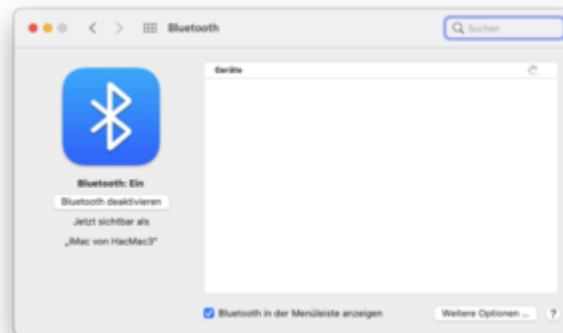 Bluetooth
Suchen
Geräte
Bluetooth: Ein
Bluetooth deaktivieren
Jetzt sichtbar als
„iMac von HacMac3“
Bluetooth in der Menüleiste anzeigen
Weitere Optionen ...
?